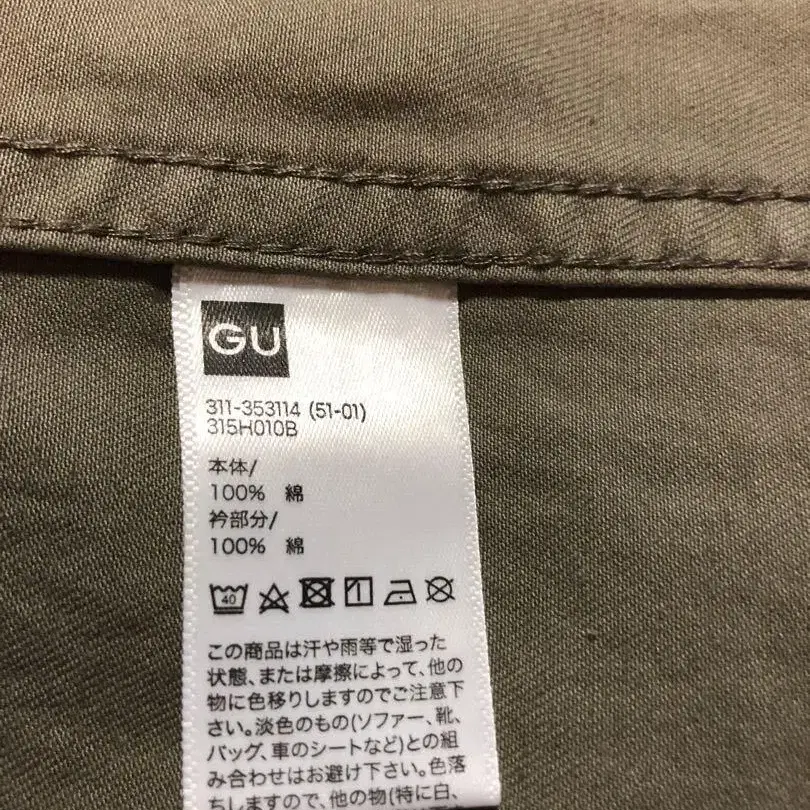 GU
311-353114 (51-01)
315H010B
本体/
100% 綿
衿部分/
100% 綿
40
この商品は汗や雨等で湿った
状態、または摩擦によって、他の
物に色移りしますのでご注意下
さい。淡色のもの(ソファー、靴、
バッグ、車のシートなど)との組
み合わせはお避け下さい。色落
ちしますので、他の物(特に白、